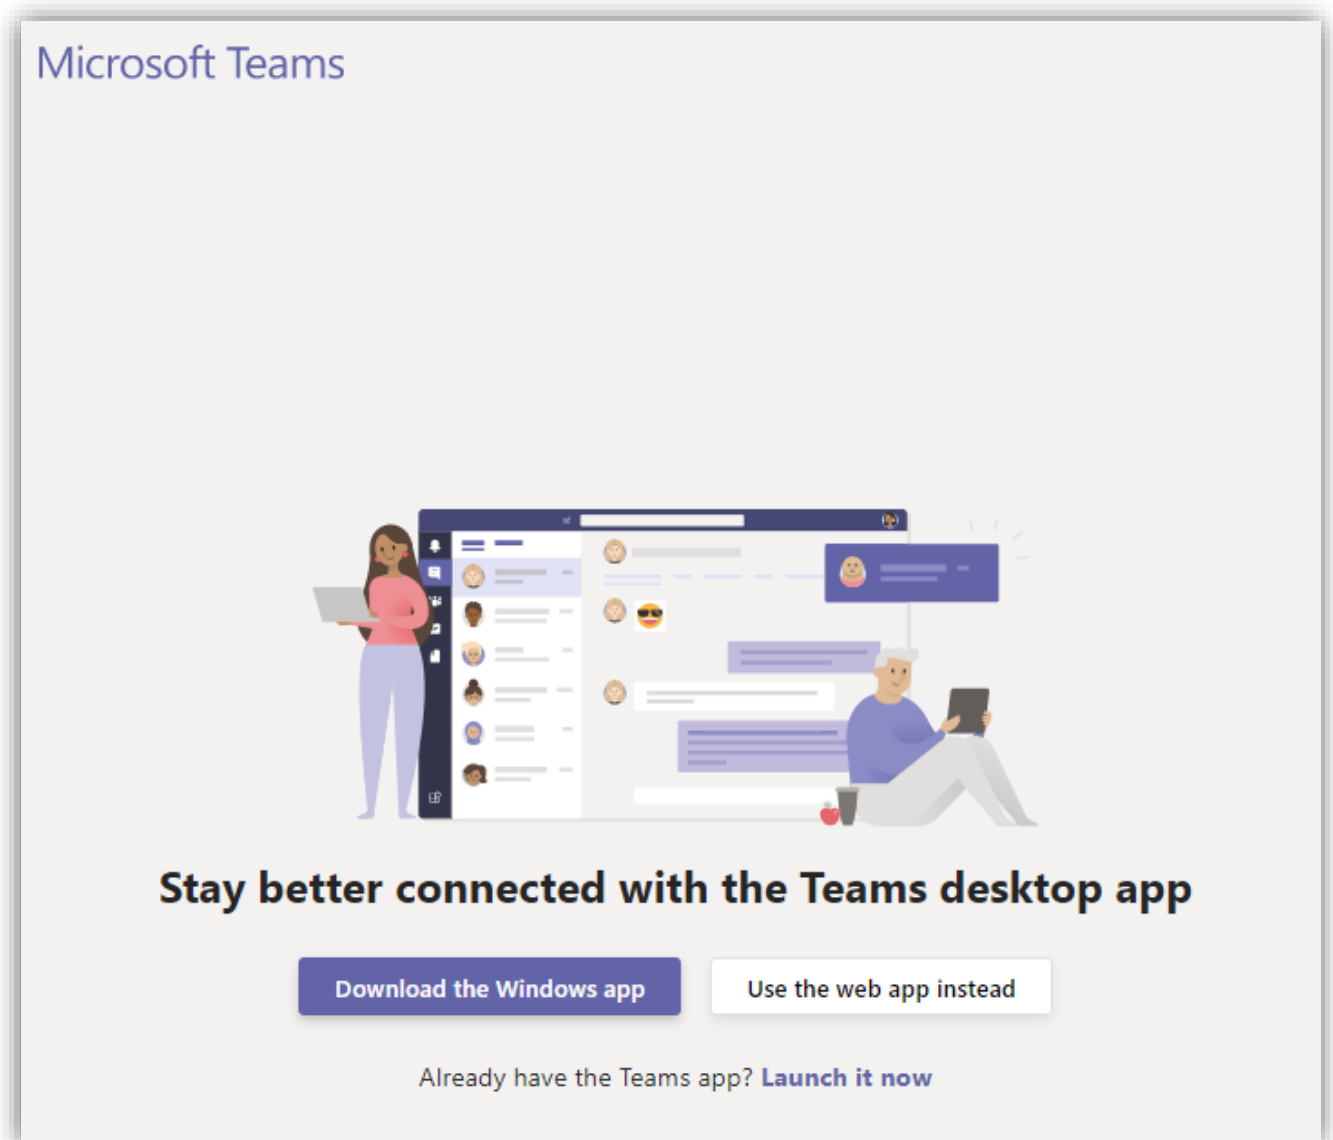 Microsoft Teams
Stay better connected with the Teams desktop app
Download the Windows app
Use the web app instead
Already have the Teams app? Launch it now